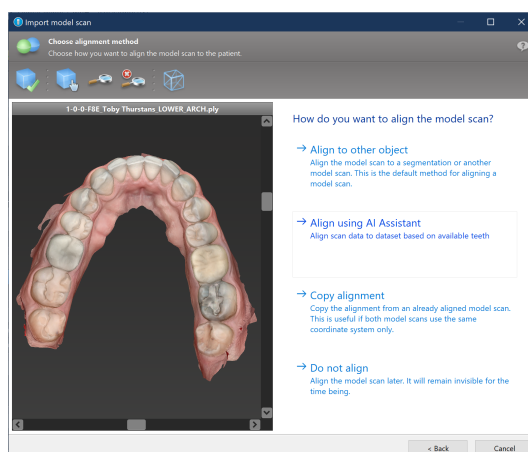 Import model scan
Choose alignment method
Choose how you want to align the model scan to the patient.
1-0-0-F8E_Toby Thurstans_LOWER_ARCH.ply
How do you want to align the model scan?
Align to other object
Align the model scan to a segmentation or another
model scan. This is the default method for aligning a
model scan.
Align using AI Assistant
Align scan data to dataset based on available teeth
Copy alignment
Copy the alignment from an already aligned model scan.
This is useful if both model scans use the same
coordinate system only.
Do not align
Align the model scan later. It will remain invisible for the
time being.
< Back
Cancel